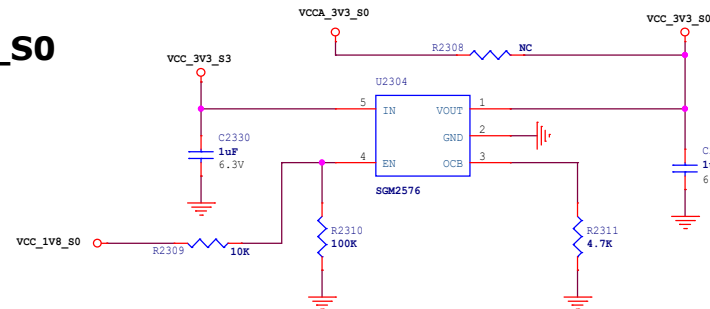 _S0
VCCA_3V3_S0
VCC_3V3_S0
R2308
NC
VCC_3V3_S3
U2304
5
IN
VOUT
1
GND
2
C2330
1uF
6.3V
4
EN
OCB
3
SGM2576
R2310
100K
R2311
4.7K
VCC_1V8_S0
R2309
10K